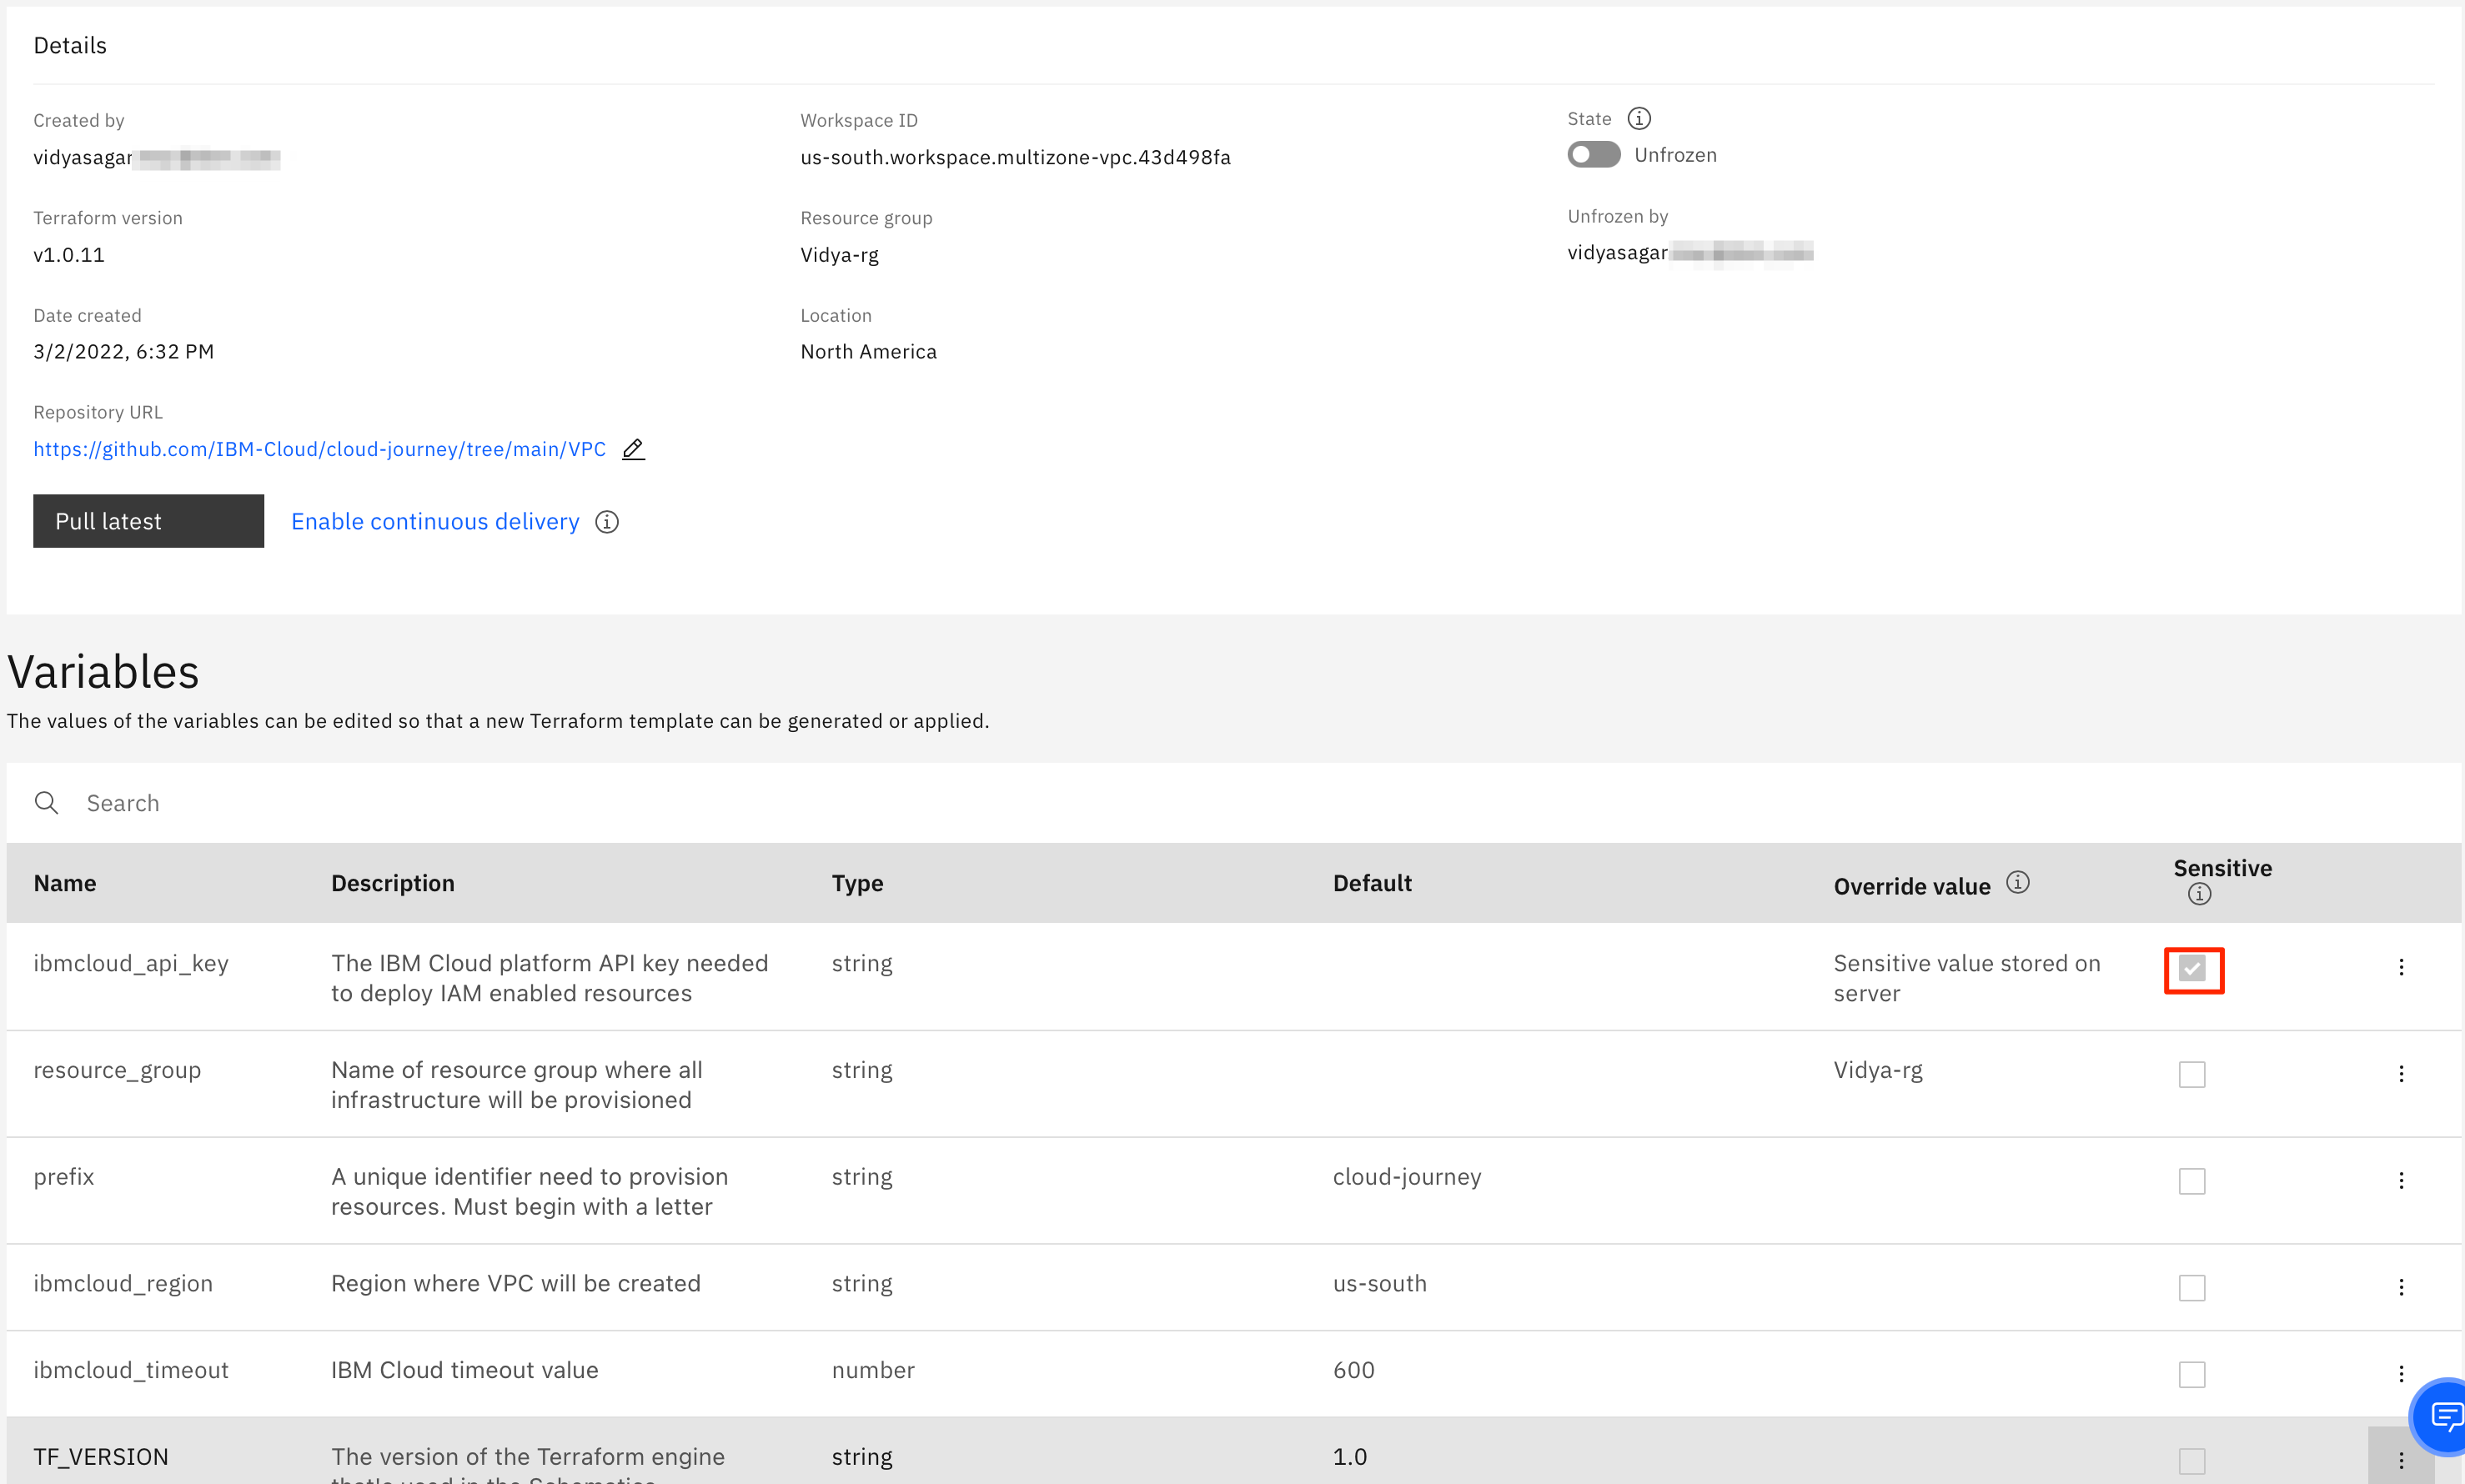 Details
Created by
vidyasagar
Workspace ID
us-south.workspace.multizone-vpc.43d498fa
State
Unfrozen
Terraform version
v1.0.11
Resource group
Vidya-rg
Unfrozen by
vidyasagar
Date created
3/2/2022, 6:32 PM
Location
North America
Repository URL
https://github.com/IBM-Cloud/cloud-journey/tree/main/VPC
Pull latest
Enable continuous delivery
Variables
The values of the variables can be edited so that a new Terraform template can be generated or applied.
Search
Name Description Type Default Override value Sensitive
ibmcloud_api_key The IBM Cloud platform API key needed string Sensitive value stored on
to deploy IAM enabled resources server
resource_group Name of resource group where all string Vidya-rg
infrastructure will be provisioned
prefix A unique identifier need to provision string cloud-journey
resources. Must begin with a letter
ibmcloud_region Region where VPC will be created string us-south
ibmcloud_timeout IBM Cloud timeout value number 600
TF_VERSION The version of the Terraform engine string 1.0
that's used in the Schematics